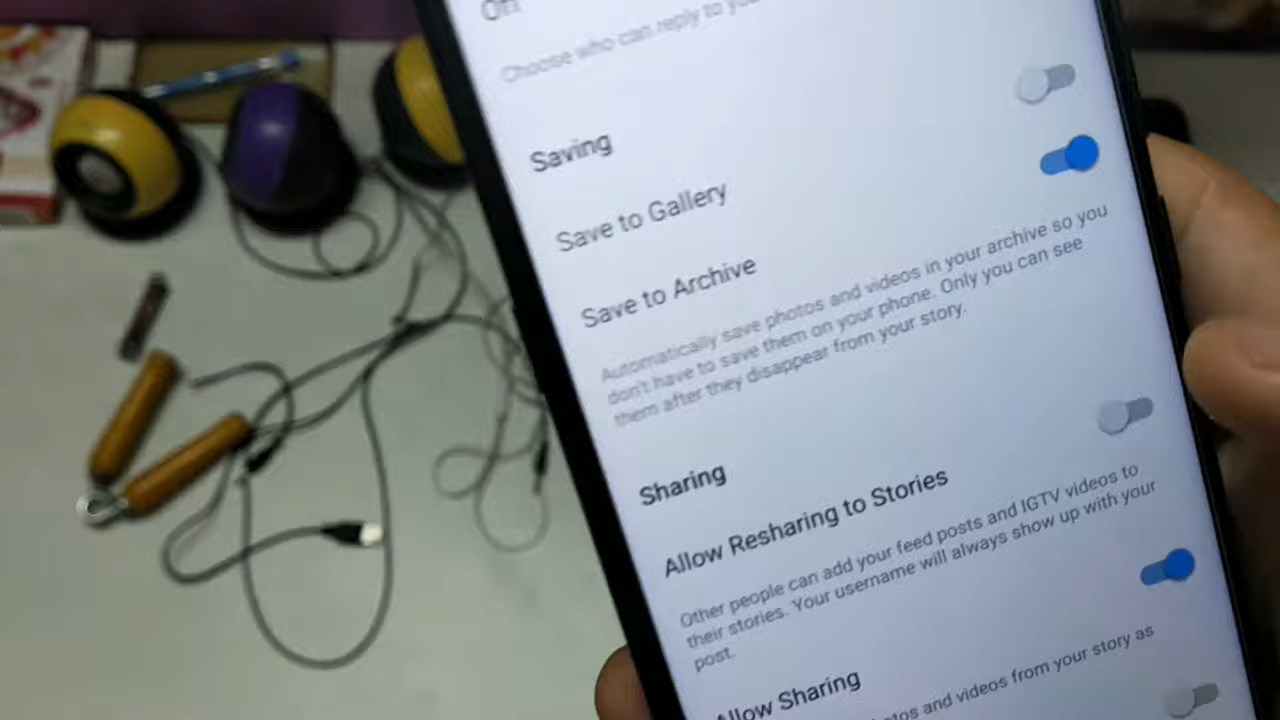 Off
Choose who can reply to
Saving
Save to Gallery
Save to Archive
Automatically save photos and videos in your archive so you
don't have to save them on your phone. Only you can see
them after they disappear from your story.
Sharing
Allow Resharing to Stories
Other people can add your feed posts and IGTV videos to
their stories. Your username will always show up with your
post.
Allow Sharing
and videos from your story as